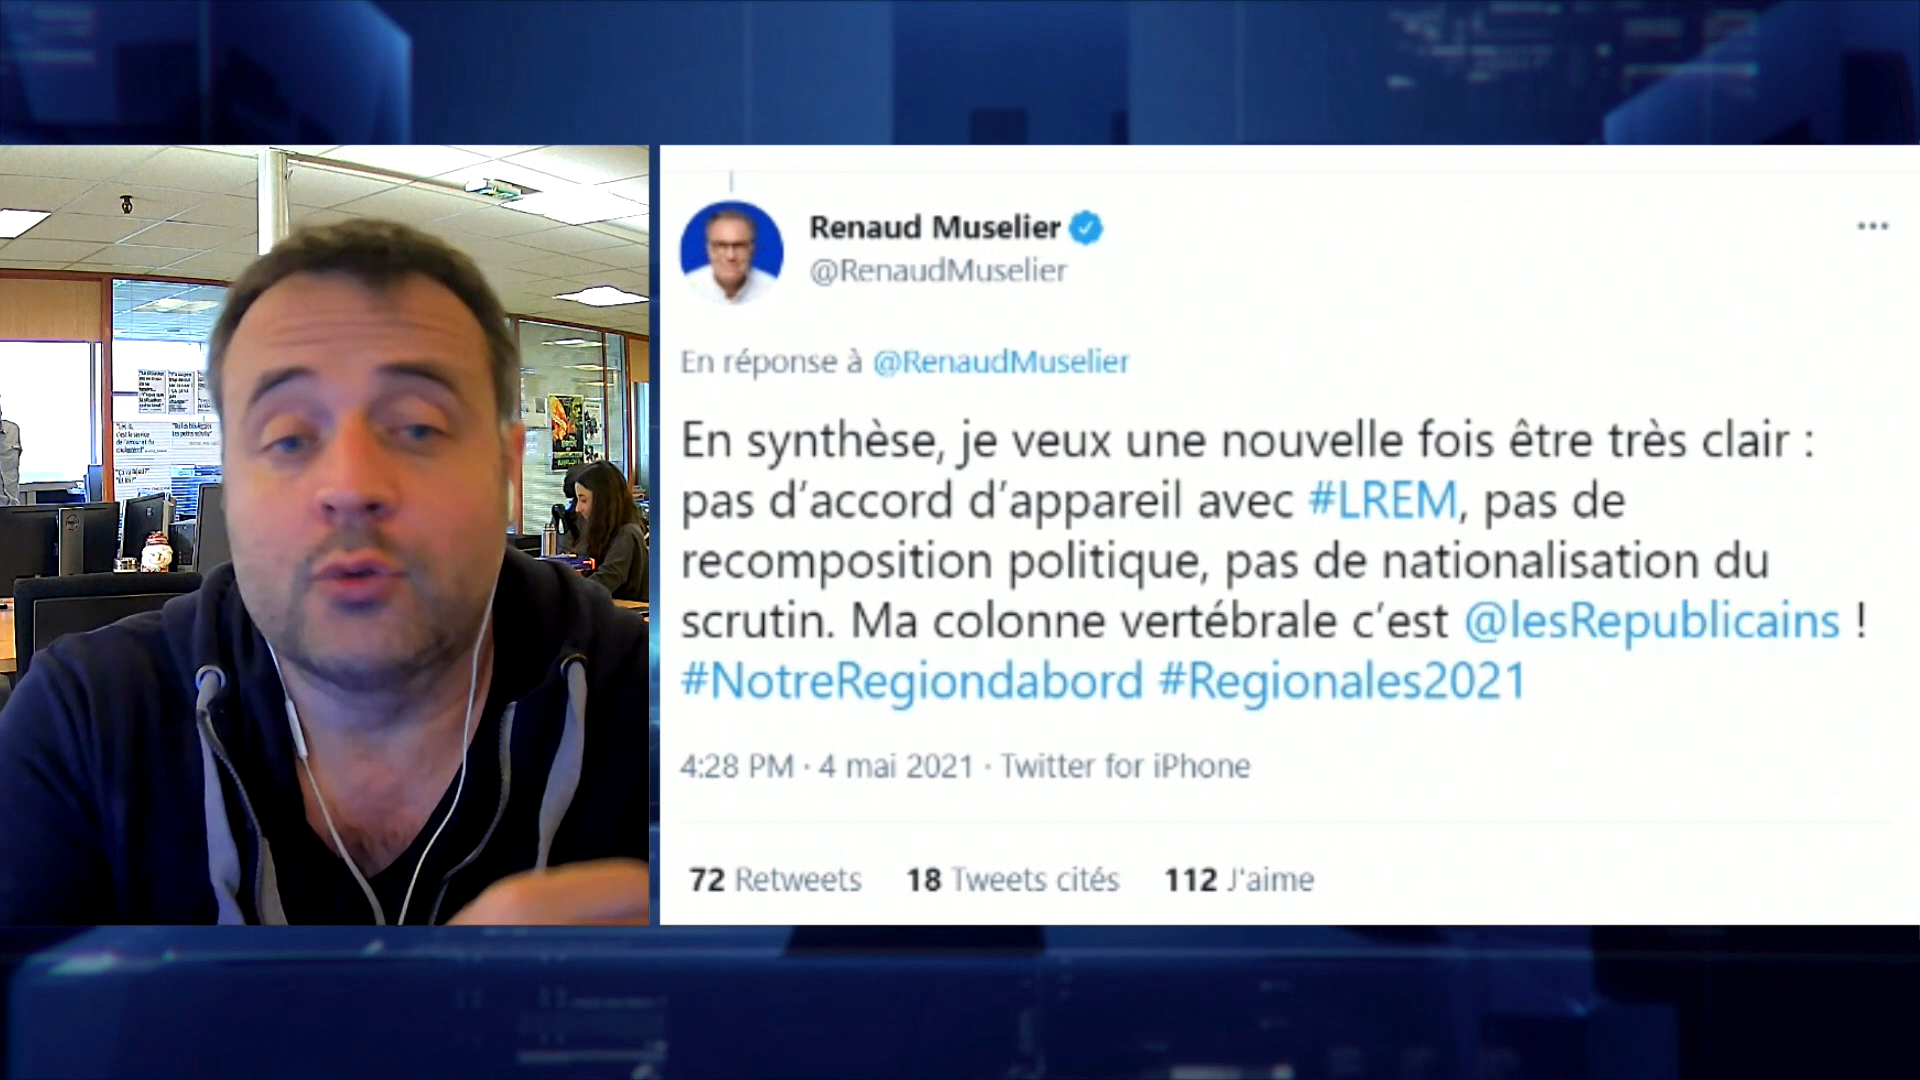 Renaud Muselier
@RenaudMuselier
En réponse à @RenaudMuselier
En synthèse, je veux une nouvelle fois être très clair :
pas d’accord d’appareil avec #LREM, pas de
recomposition politique, pas de nationalisation du
scrutin. Ma colonne vertébrale c’est @lesRepublicains !
#NotreRegiondabord #Regionales2021
4:28 PM · 4 mai 2021 · Twitter for iPhone
72 Retweets 18 Tweets cités 112 J'aime